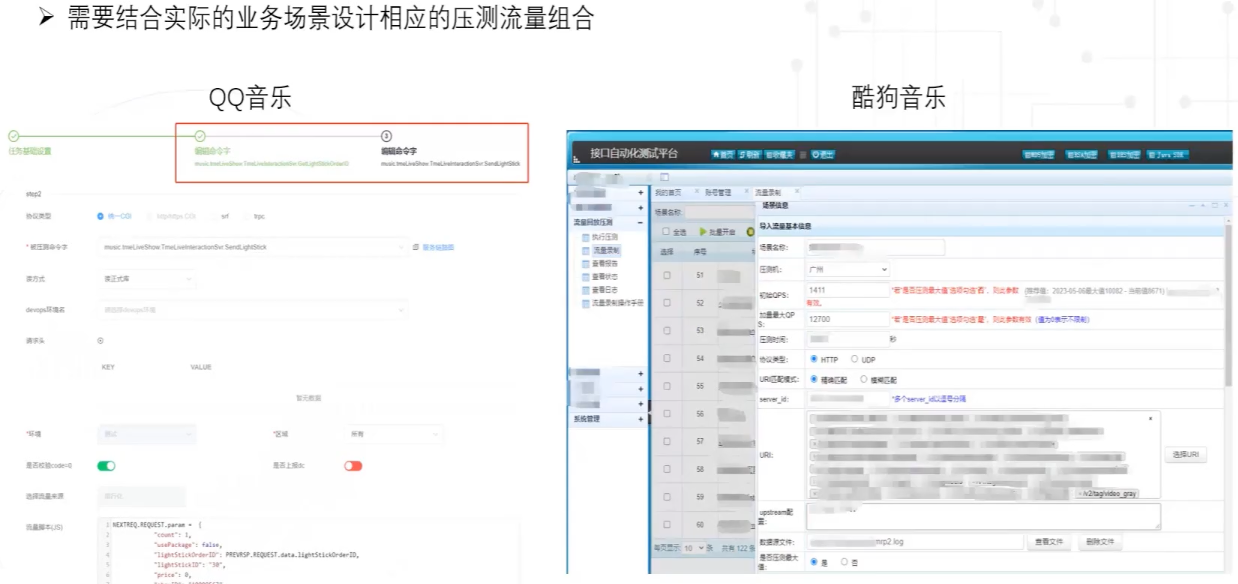 ➢ 需要结合实际的业务场景设计相应的压测流量组合
QQ音乐
酷狗音乐
任务基础设置
编辑命令字
music.tmeLiveShow.TmeLiveInteractionSvr.GetLightStickOrderID
3
编辑命令字
music.tmeLiveShow.TmeLiveInteractionSvr.SendLightStick
step2
协议类型
统一CGI
http/https CGI
srf
trpc
*被压测命令字
music.tmeLiveShow.TmeLiveInteractionSvr.SendLightStick
服务链路图
devops环境名
请求头
KEY
VALUE
暂无数据
*环境
测试
*区域
所有
是否校验code=0
是否上报dc
选择流量来源
流量脚本(JS)
1 NEXTREQ.REQUEST.param = {
2 "count": 1,
3 "usePackage": false,
4 "lightStickOrderID": PREVRSP.REQUEST.data.lightStickOrderID,
5 "lightStickID": "30",
6 "price": 0,
接口自动化测试平台
首页
刷新
退出
流量回放压测
执行压测
流量录制
查看报告
查看状态
查看日志
流量录制操作手册
系统管理
我的首页
账号管理
流量录制
场景名称:
全选
批量开启
选择
序号
51
52
53
54
55
56
57
58
59
60
每页显示 10 条 共有 122 条
场景信息
导入流量基本信息
场景名称:
压测机:
广州
初始QPS:
1411
*若'是否压测最大值'选项勾选'否', 则此参数有效。
(推荐值: 2023-05-06最大值10082 - 当前值8671)
加量最大QPS:
12700
*若'是否压测最大值'选项勾选'是', 则此参数有效 (值为0表示不限制)
压测时间:
秒
协议类型:
HTTP
UDP
URI匹配模式:
精确匹配
模糊匹配
server_id:
*多个server_id以逗号分隔
URI:
/v2/tag/video_gray
选择URI
upstream配置:
数据源文件:
mrp2.log
查看文件
删除文件
是否压测最大值:
是
否